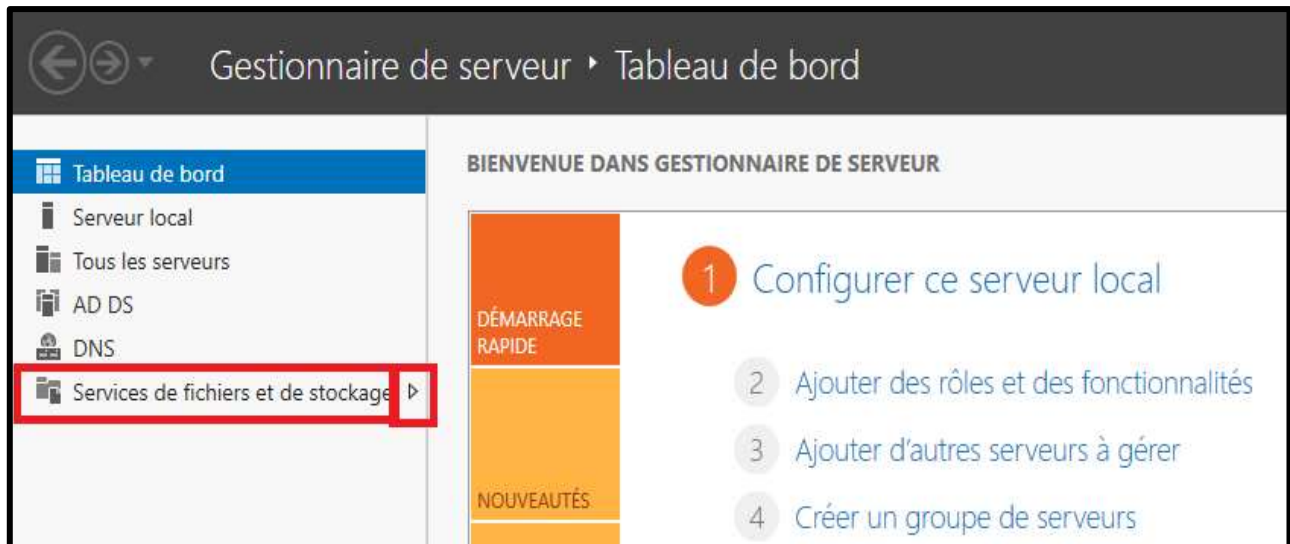 Gestionnaire de serveur ‣ Tableau de bord
Tableau de bord
Serveur local
Tous les serveurs
AD DS
DNS
Services de fichiers et de stockage
BIENVENUE DANS GESTIONNAIRE DE SERVEUR
DÉMARRAGE
RAPIDE
NOUVEAUTÉS
1 Configurer ce serveur local
2 Ajouter des rôles et des fonctionnalités
3 Ajouter d’autres serveurs à gérer
4 Créer un groupe de serveurs